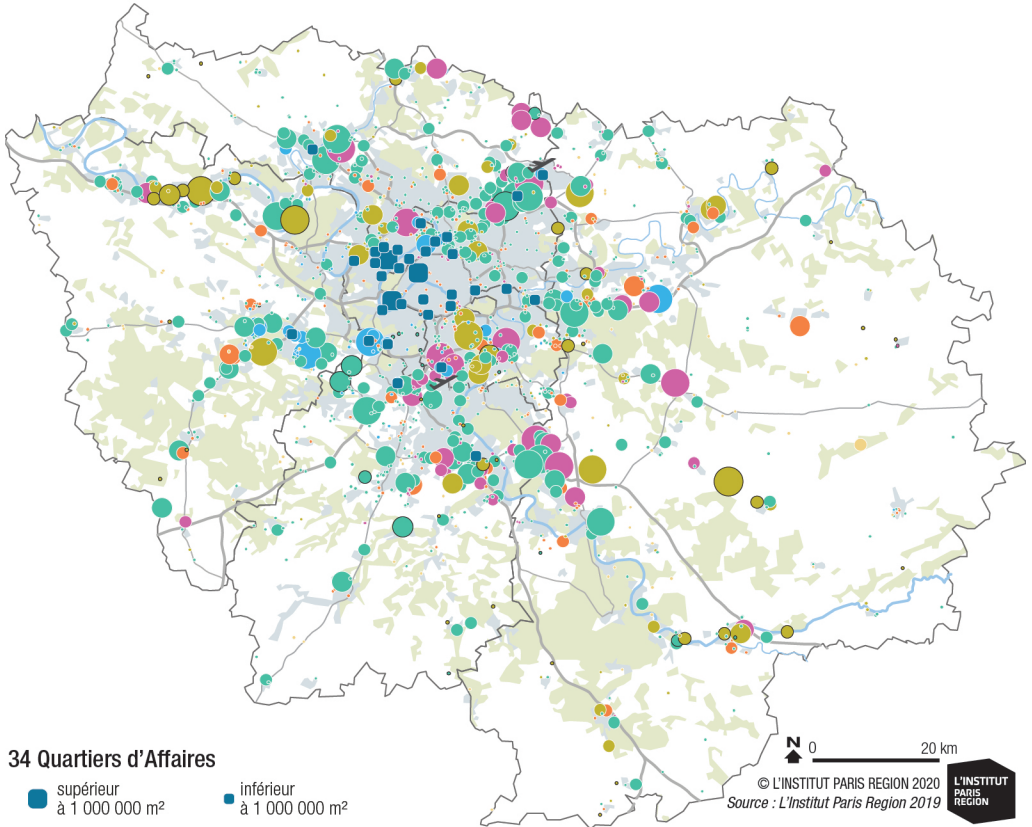 34 Quartiers d'Affaires
supérieur
à 1 000 000 m²
inférieur
à 1 000 000 m²
N
0 20 km
© L'INSTITUT PARIS REGION 2020
Source : L'Institut Paris Region 2019
L'INSTITUT
PARIS
REGION